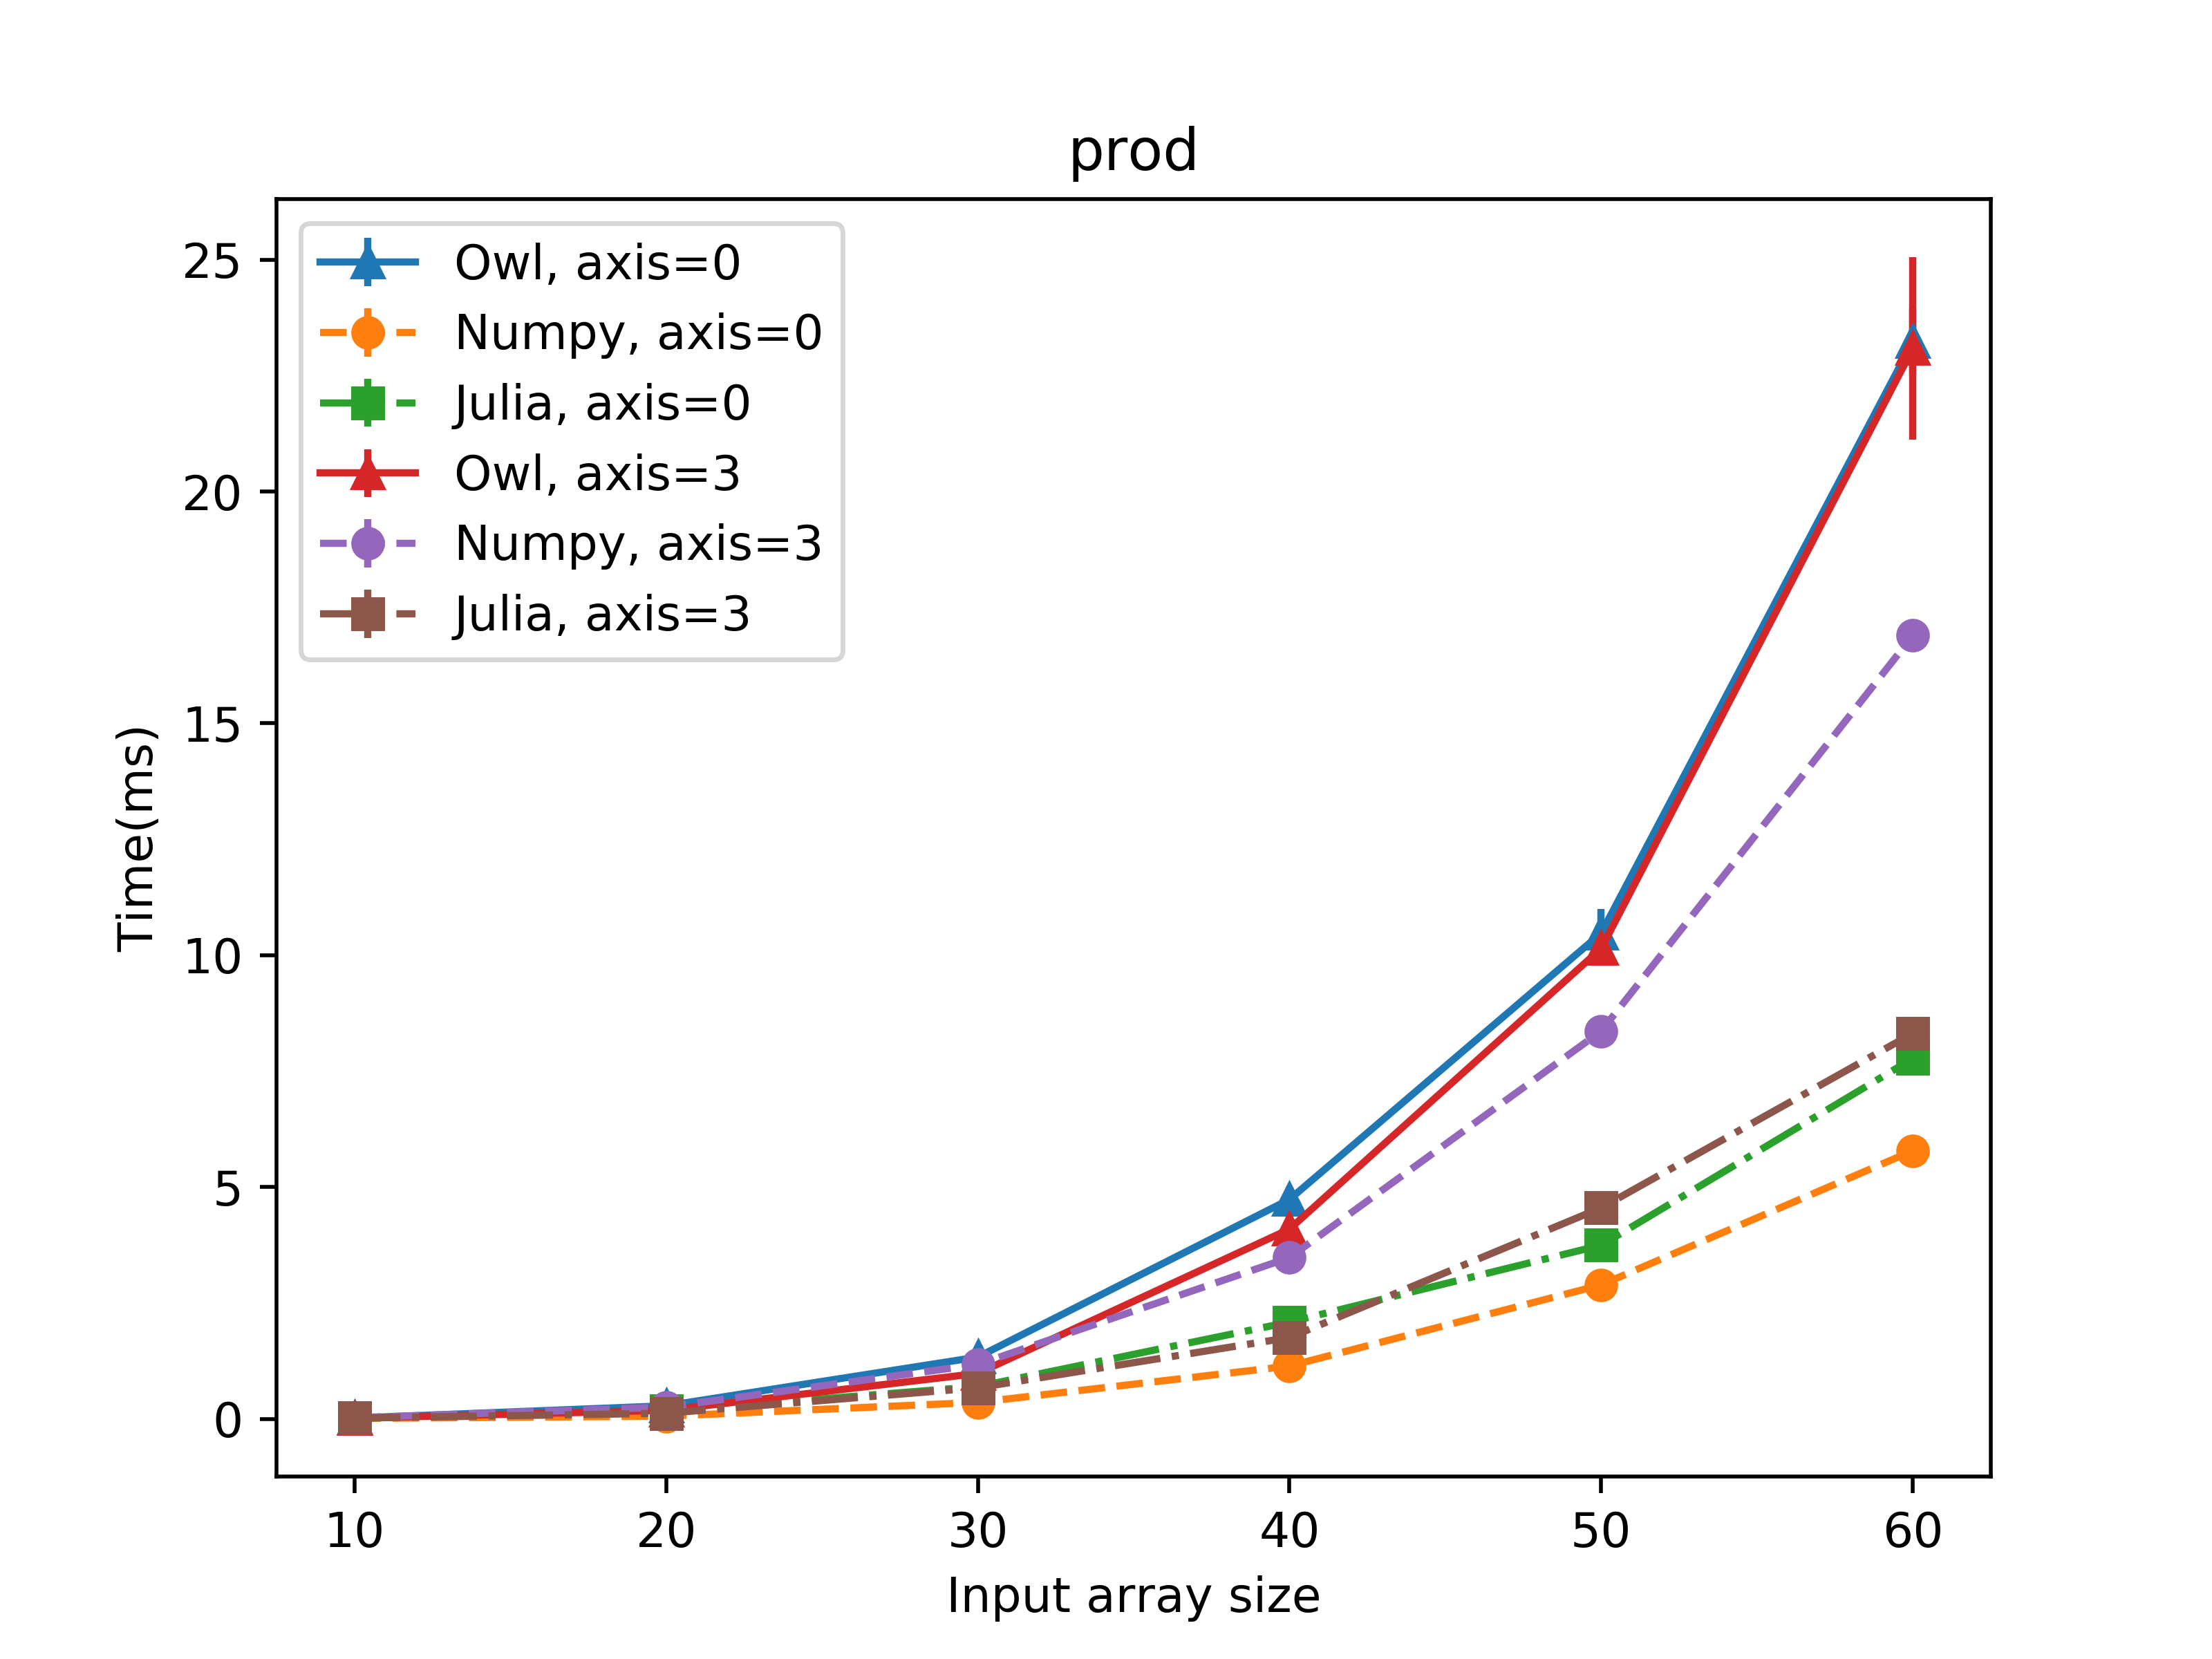 prod
Owl, axis=0
Numpy, axis=0
Julia, axis=0
Owl, axis=3
Numpy, axis=3
Julia, axis=3
25
20
15
10
5
0
Time(ms)
10 20 30 40 50 60
Input array size